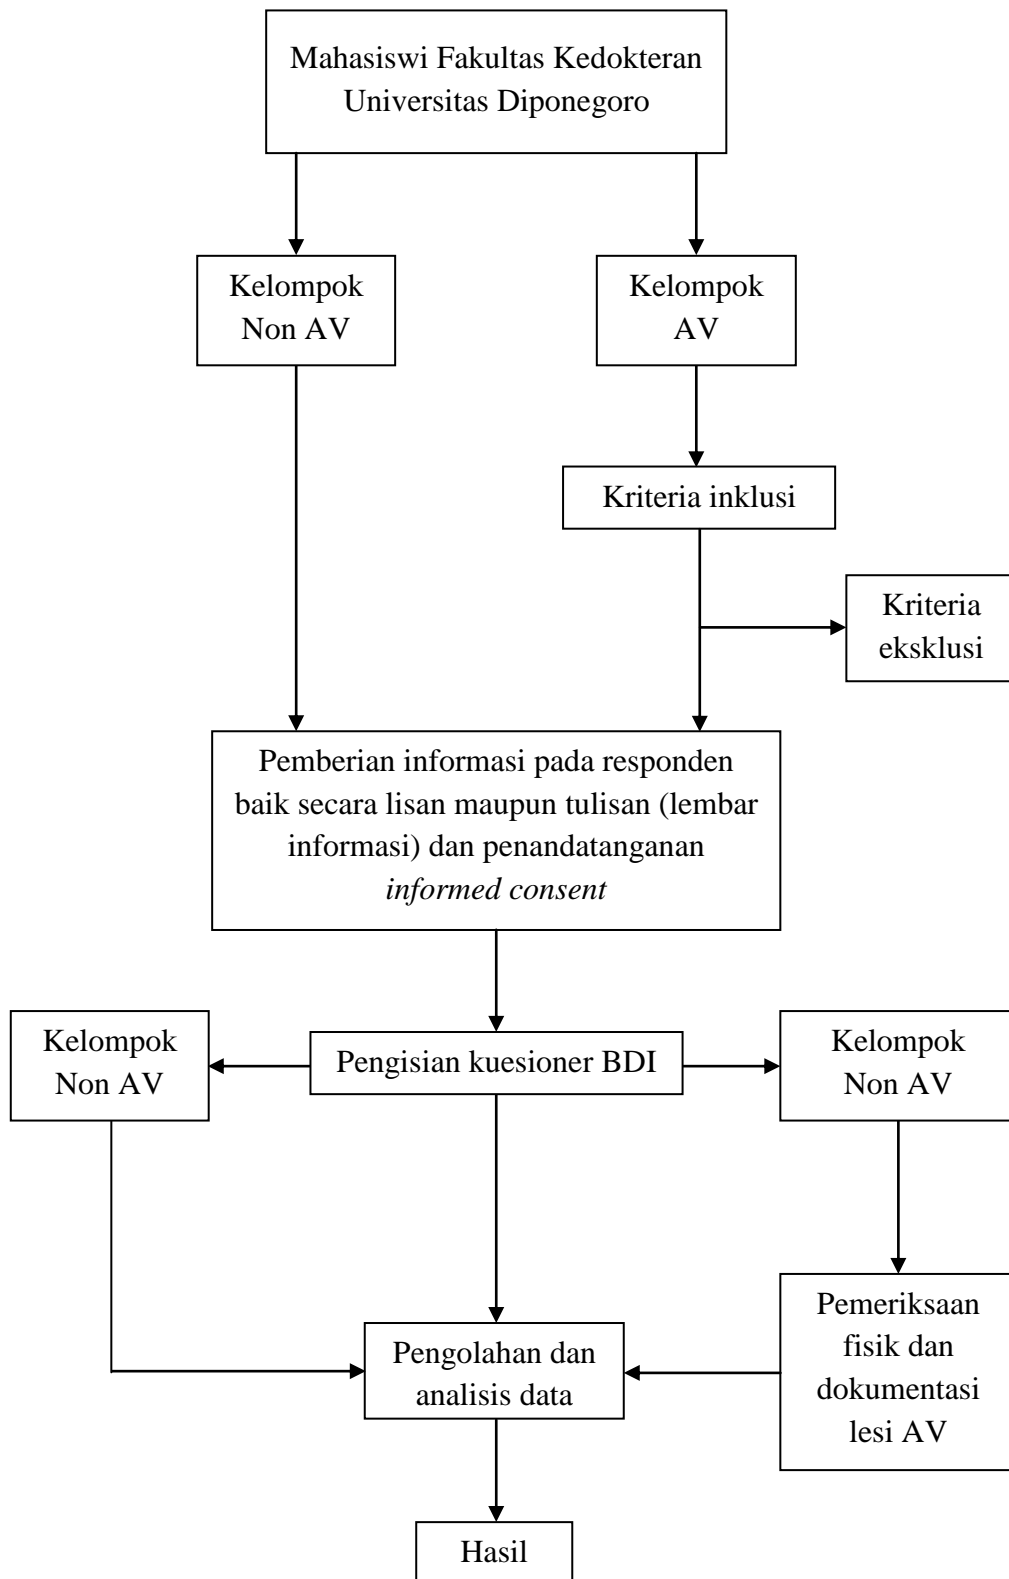 Mahasiswi Fakultas Kedokteran
Universitas Diponegoro
Kelompok
Non AV
Kelompok
AV
Kriteria inklusi
Kriteria
eksklusi
Pemberian informasi pada responden
baik secara lisan maupun tulisan (lembar
informasi) dan penandatanganan
informed consent
Kelompok
Non AV
Pengisian kuesioner BDI
Kelompok
Non AV
Pemeriksaan
fisik dan
dokumentasi
lesi AV
Pengolahan dan
analisis data
Hasil